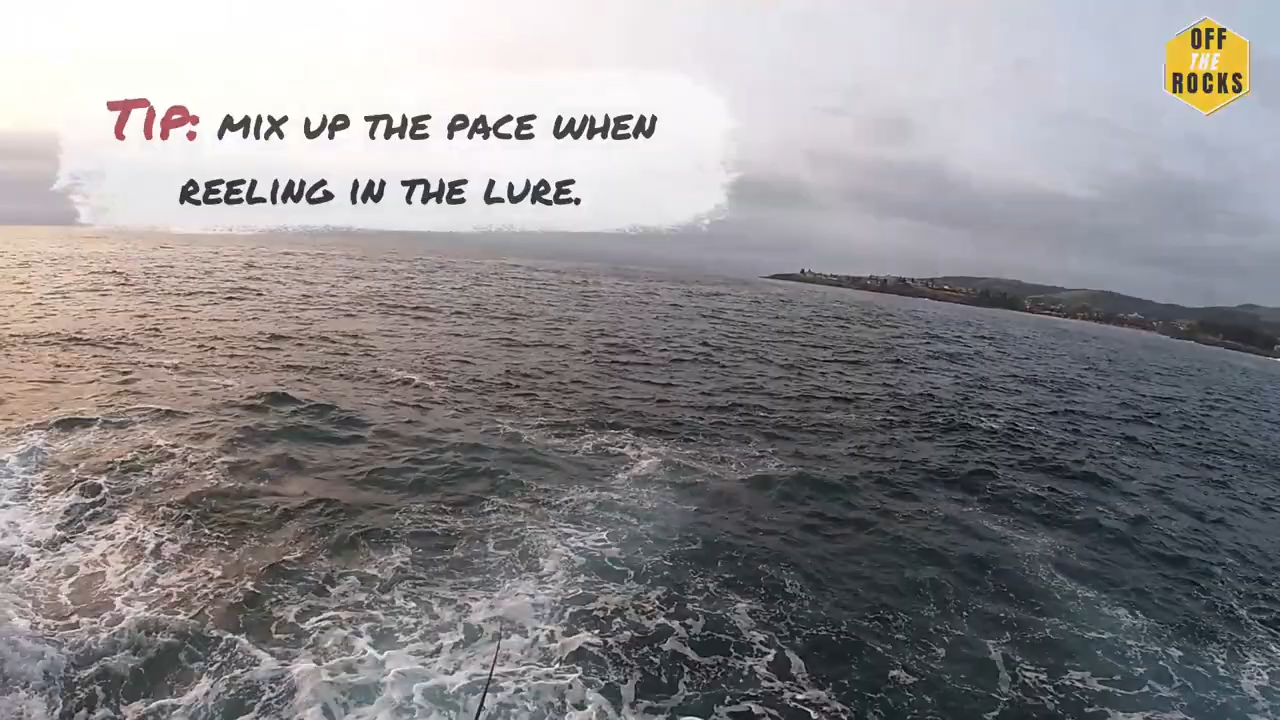 TIP: MIX UP THE PACE WHEN
REELING IN THE LURE.
OFF
THE
ROCKS